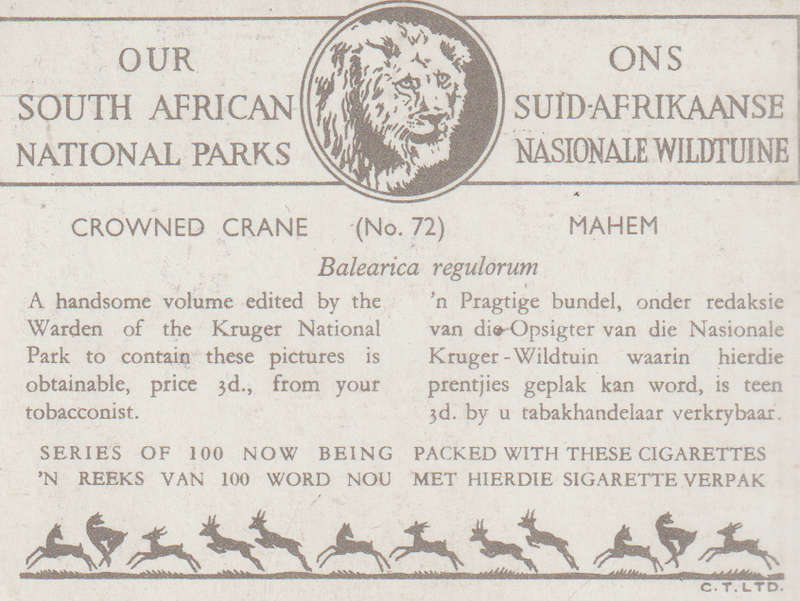 OUR
SOUTH AFRICAN
NATIONAL PARKS
ONS
SUID-AFRIKAANSE
NASIONALE WILDTUINE
CROWNED CRANE (No. 72) MAHEM
Balearica regulorum
A handsome volume edited by the
Warden of the Kruger National
Park to contain these pictures is
obtainable, price 3d., from your
tobacconist.
'n Pragtige bundel, onder redaksie
van die Opsigter van die Nasionale
Kruger-Wildtuin waarin hierdie
prentjies geplak kan word, is teen
3d. by u tabakhandelaar verkrybaar.
SERIES OF 100 NOW BEING PACKED WITH THESE CIGARETTES
'N REEKS VAN 100 WORD NOU MET HIERDIE SIGARETTE VERPAK
C.T.LTD.